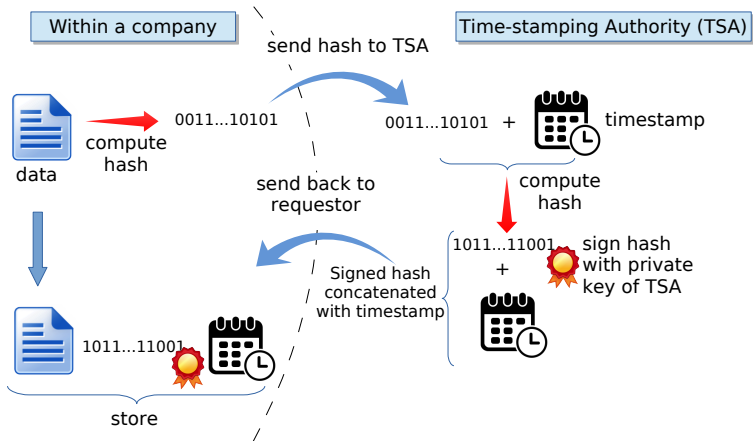 Within a company
Time-stamping Authority (TSA)
send hash to TSA
0011...10101
compute
hash
data
0011...10101 +
timestamp
compute
hash
send back to
requestor
1011...11001
+
sign hash
with private
key of TSA
Signed hash
concatenated
with timestamp
1011...11001
store